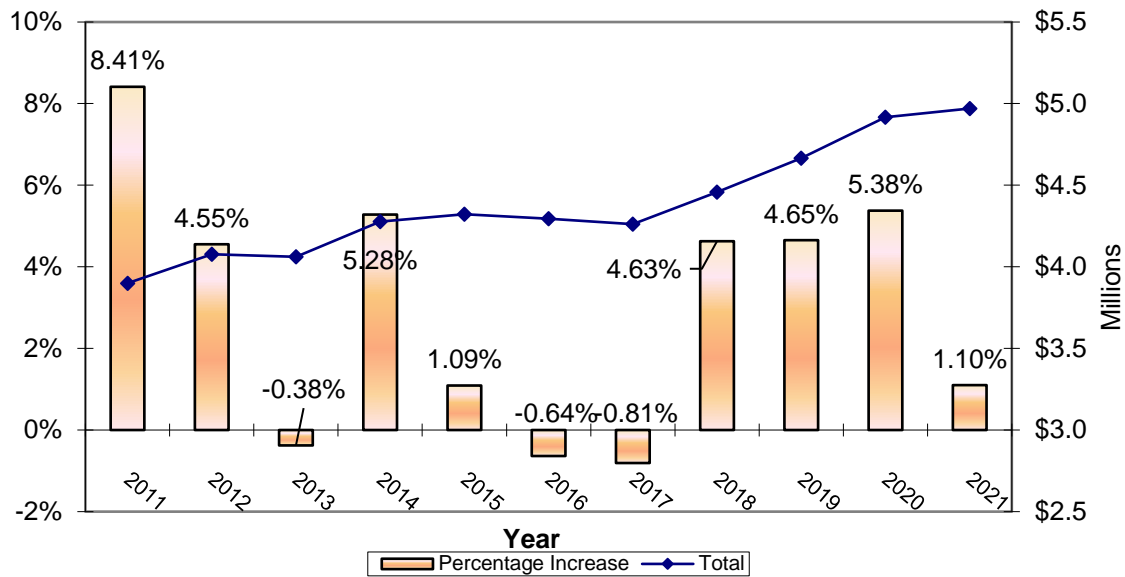 10% $5.5
8.41%
8% $5.0
6% 5.38% $4.5
4.55% 4.65%
4% 5.28% 4.63% $4.0
2% $3.5
-0.38% 1.09% 1.10%
-0.64% -0.81%
0% $3.0
2011 2012 2013 2014 2015 2016 2017 2018 2019 2020 2021
-2% $2.5
Millions
Year
Percentage Increase Total